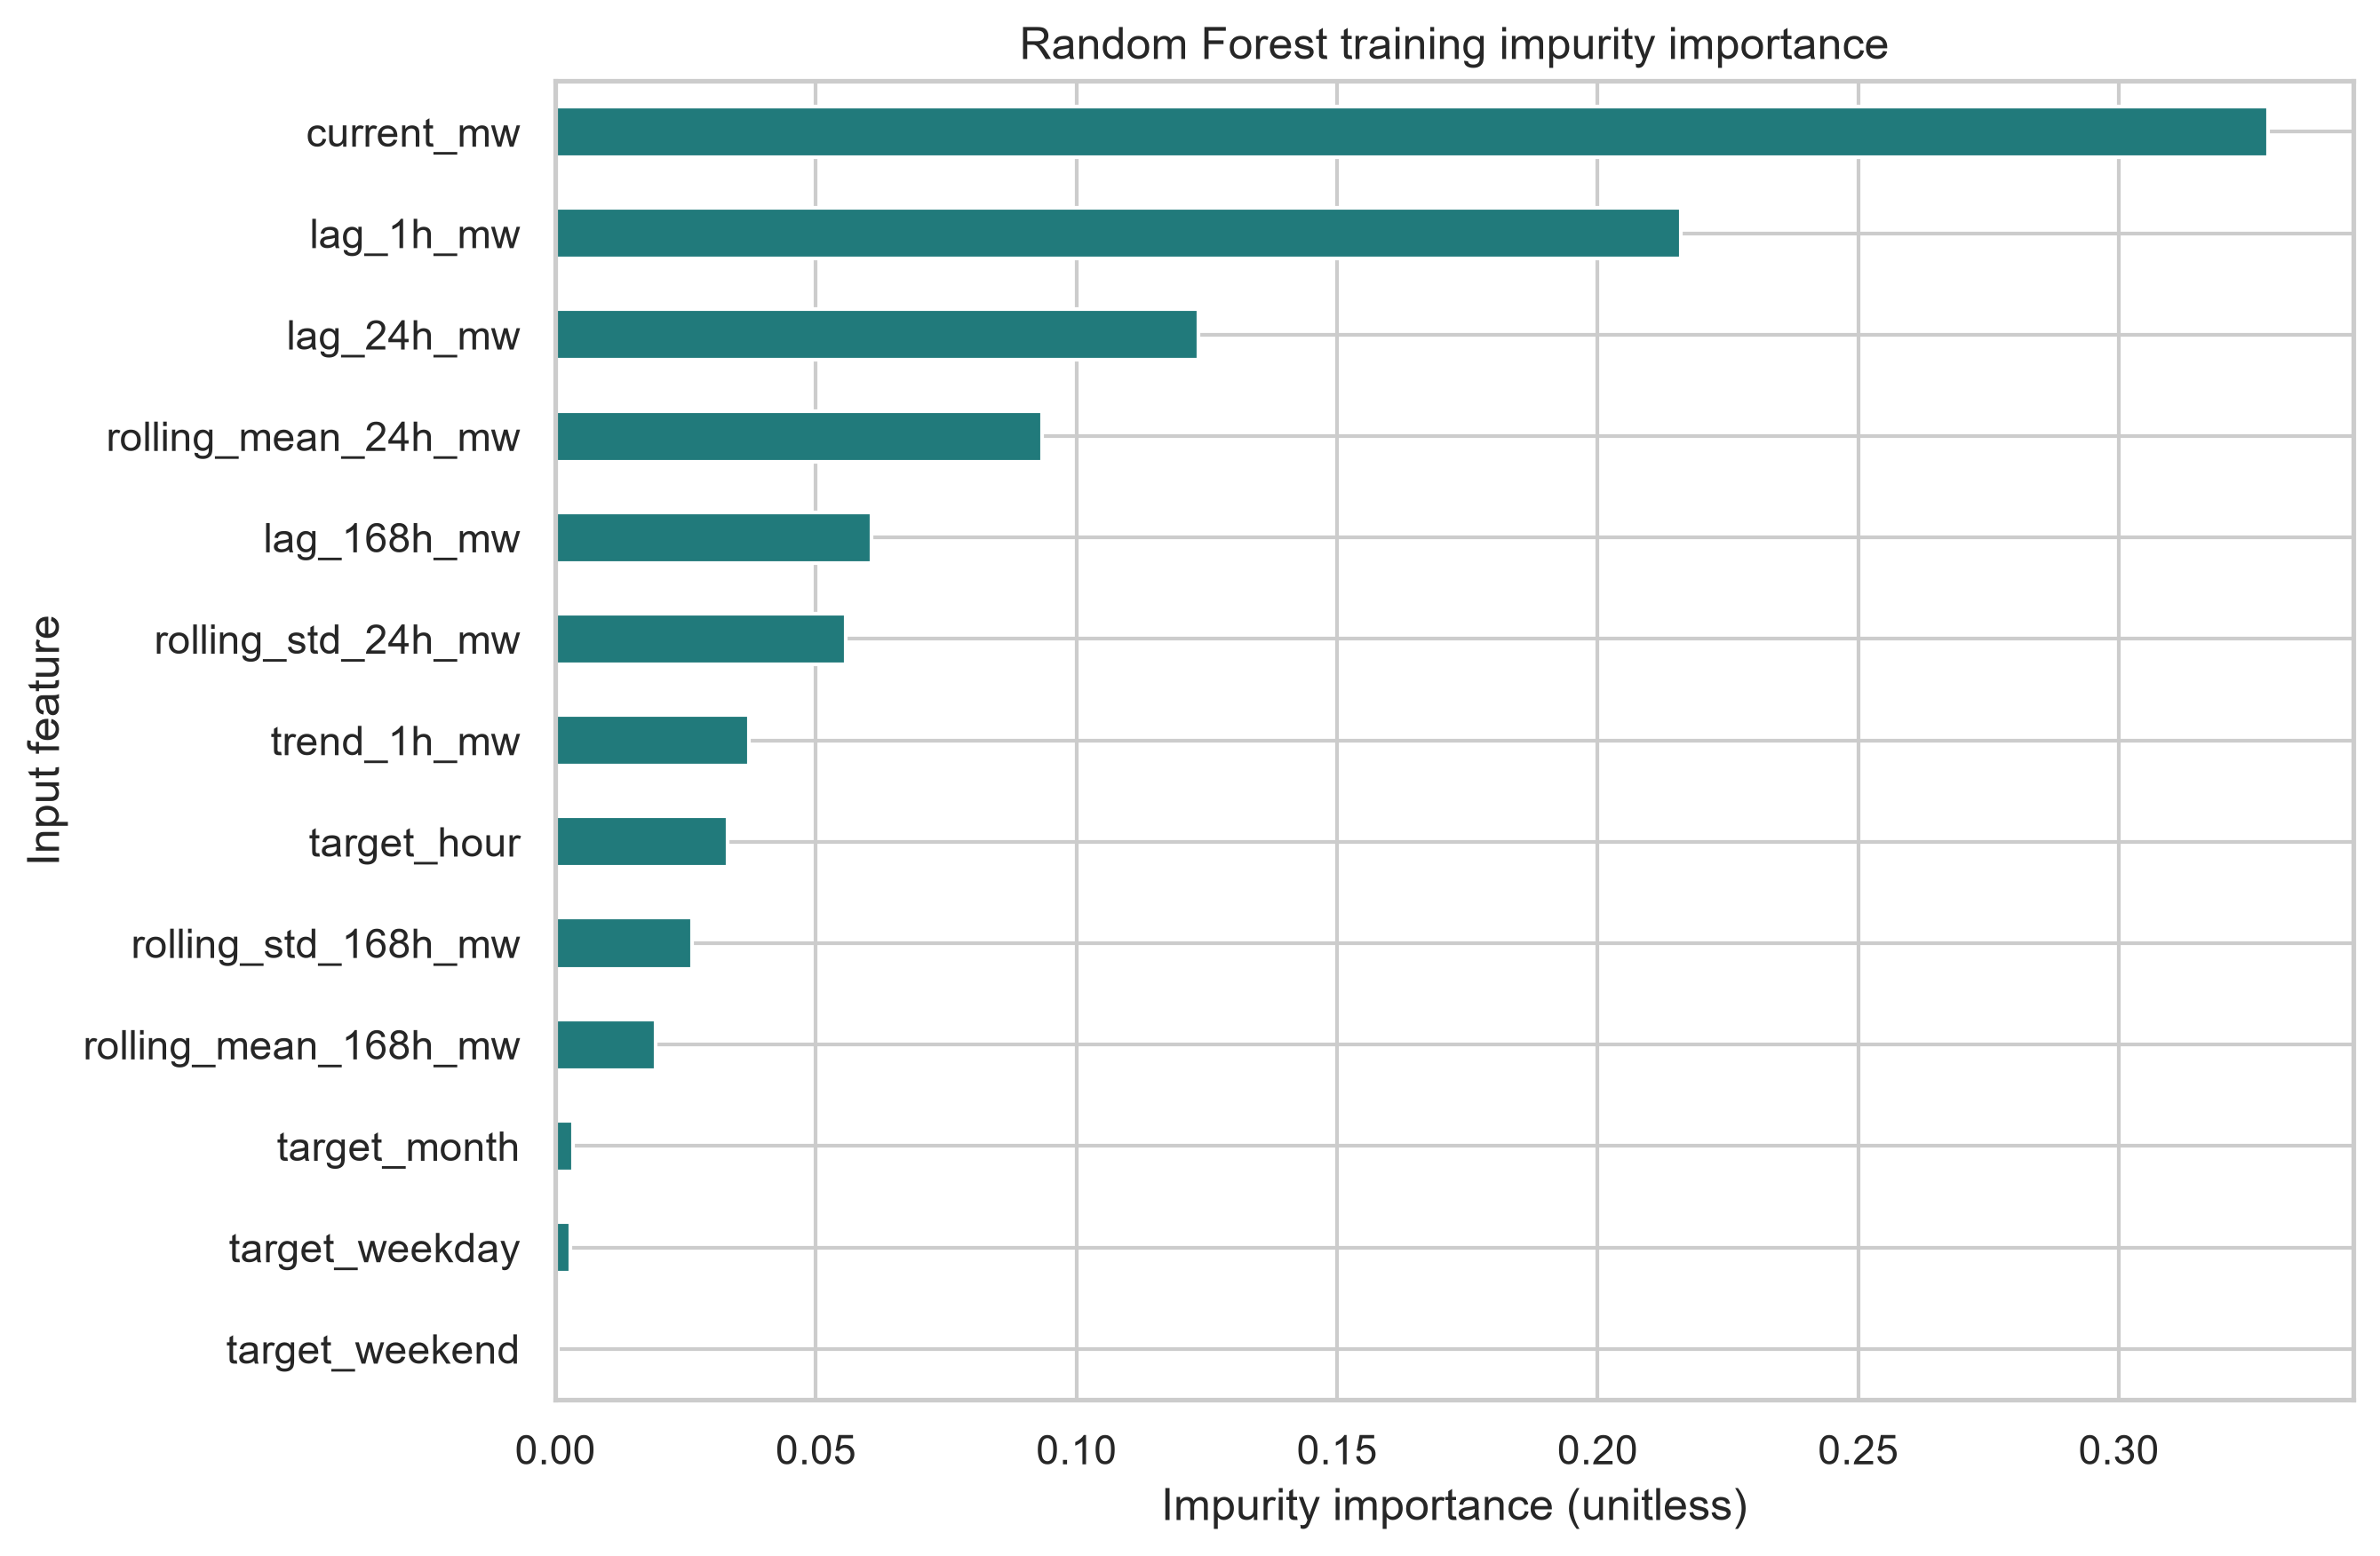 Random Forest training impurity importance
Input feature
current_mw
lag_1h_mw
lag_24h_mw
rolling_mean_24h_mw
lag_168h_mw
rolling_std_24h_mw
trend_1h_mw
target_hour
rolling_std_168h_mw
rolling_mean_168h_mw
target_month
target_weekday
target_weekend
0.00 0.05 0.10 0.15 0.20 0.25 0.30
Impurity importance (unitless)